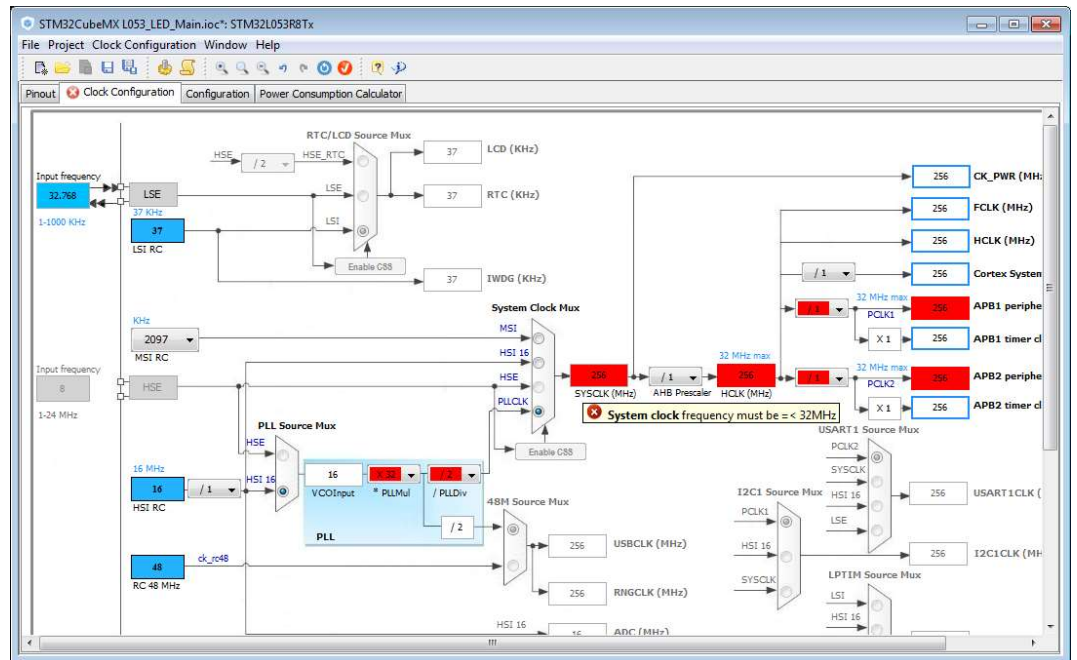 STM32CubeMX L053_LED_Main.ioc*: STM32L053R8Tx
File Project Clock Configuration Window Help
Pinout Clock Configuration Configuration Power Consumption Calculator
RTC/LCD Source Mux
HSE / 2 HSE_RTC
37 LCD (KHz)
Input frequency
32.768
1-1000 KHz
LSE
LSE
37 RTC (KHz)
37 KHz
37
LSI RC
LSI
Enable CSS
37 IWDG (KHz)
256 CK_PWR (MH
256 FCLK (MHz)
256 HCLK (MHz)
/ 1 256 Cortex System
/ 1 32 MHz max
PCLK1
256 APB1 periphe
X 1 256 APB1 timer cl
System Clock Mux
KHz
2097
MSI RC
MSI
HSI 16
HSE
PLLCLK
Input frequency
8
1-24 MHz
HSE
256
SYSCLK (MHz)
/ 1
AHB Prescaler
32 MHz max
256
HCLK (MHz)
/ 1 32 MHz max
PCLK2
256 APB2 periphe
X 1 256 APB2 timer cl
System clock frequency must be =< 32MHz
Enable CSS
PLL Source Mux
HSE
HSI 16
16 MHz
16
HSI RC
/ 1
16
VCOInput
X 32
* PLLMul
/ 2
/ PLLDiv
/ 2
PLL
48M Source Mux
256 USBCLK (MHz)
256 RNGCLK (MHz)
ck_rc48
48
RC 48 MHz
USART1 Source Mux
PCLK2
SYSCLK
HSI 16
LSE
256 USART1CLK (
I2C1 Source Mux
PCLK1
HSI 16
SYSCLK
256 I2C1CLK (MH
LPTIM Source Mux
LSI
HSI 16
HSI 16
16 ADC (MHz)